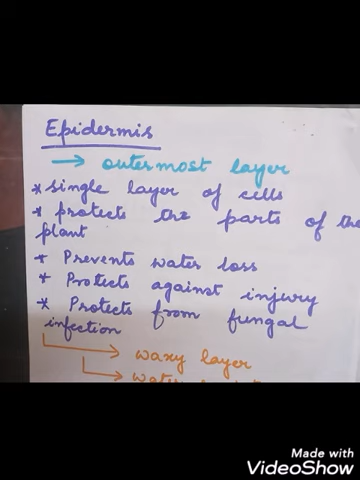 Epidermis
→ outermost layer
* single layer of cells
* protects the parts of the
plant
* Prevents water loss
* Protects against injury
* Protects from fungal
infection
→ waxy layer
Made with
VideoShow